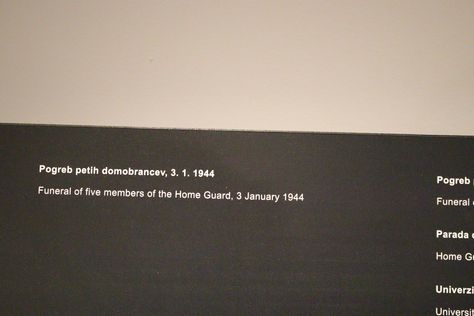 Pogreb petih domobrancev, 3. 1. 1944
Funeral of five members of the Home Guard, 3 January 1944
Pogreb
Funeral
Parada
Home